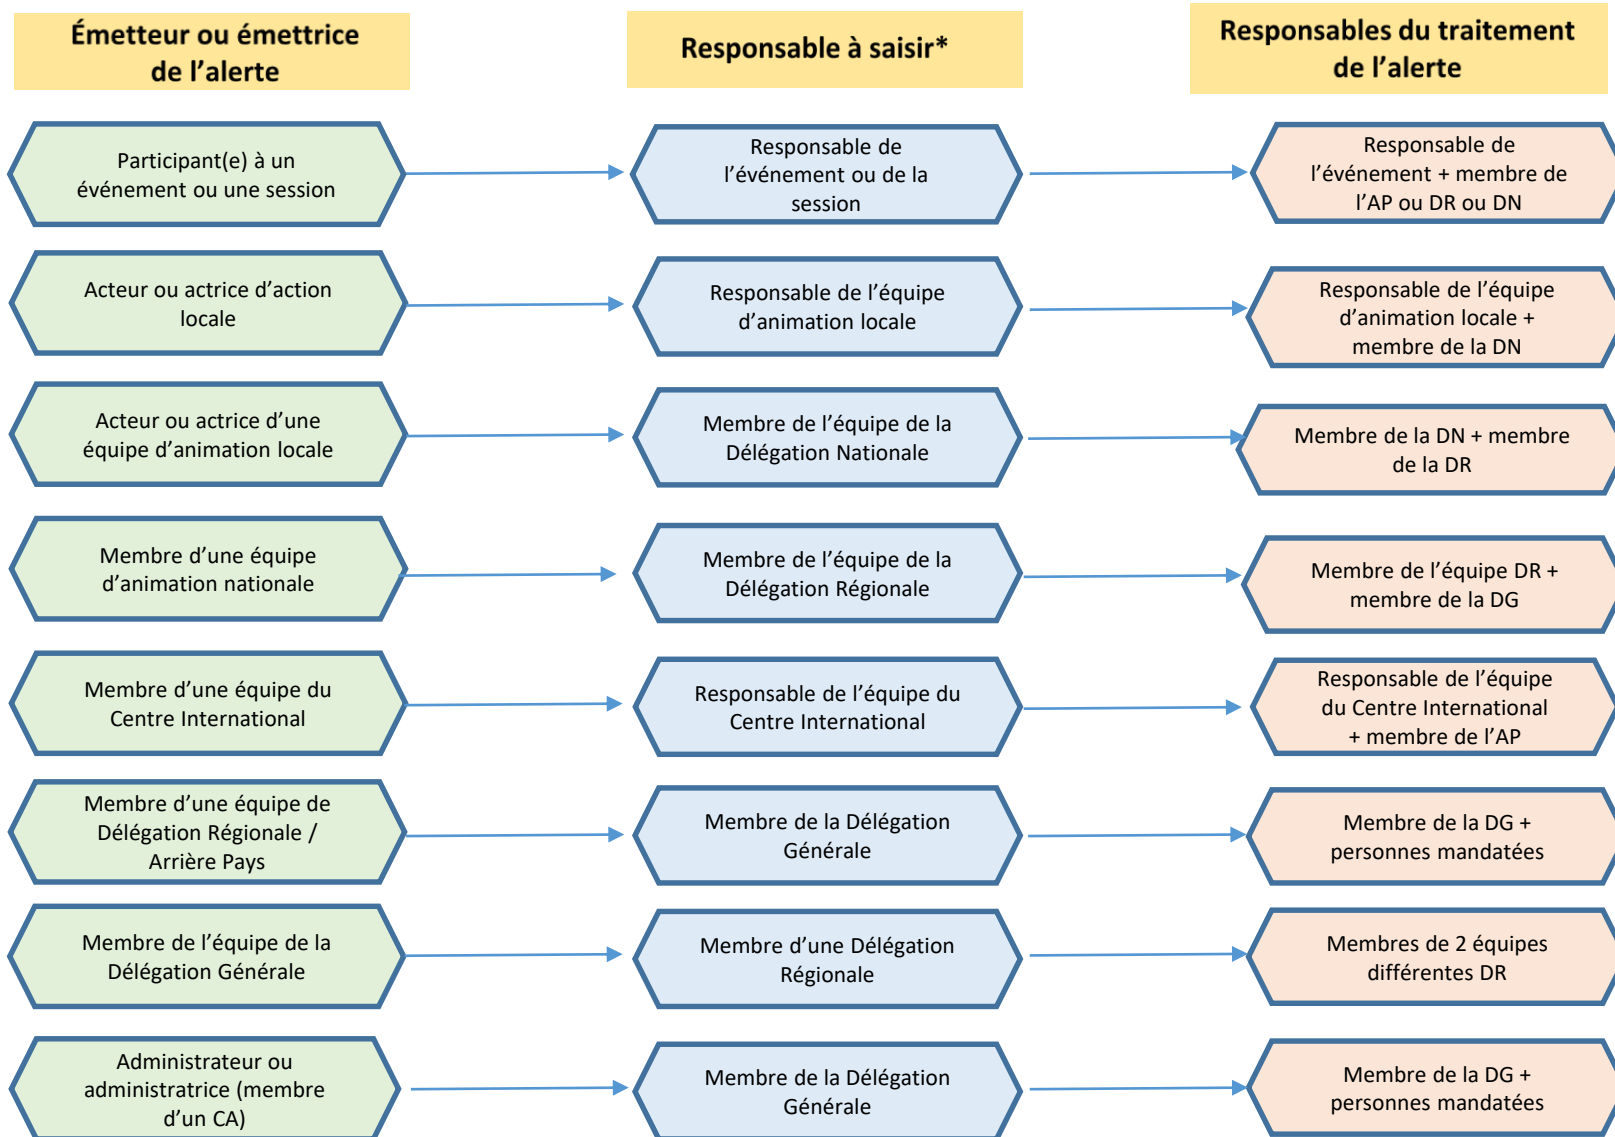 Émetteur ou émettrice
de l’alerte
Responsable à saisir*
Responsables du traitement
de l’alerte
Participant(e) à un
événement ou une session
Responsable de
l’événement ou de la
session
Responsable de
l’événement + membre de
l’AP ou DR ou DN
Acteur ou actrice d’action
locale
Responsable de l’équipe
d’animation locale
Responsable de l’équipe
d’animation locale +
membre de la DN
Acteur ou actrice d’une
équipe d’animation locale
Membre de l’équipe de la
Délégation Nationale
Membre de la DN + membre
de la DR
Membre d’une équipe
d’animation nationale
Membre de l’équipe de la
Délégation Régionale
Membre de l’équipe DR +
membre de la DG
Membre d’une équipe du
Centre International
Responsable de l’équipe du
Centre International
Responsable de l’équipe
du Centre International
+ membre de l’AP
Membre d’une équipe de
Délégation Régionale /
Arrière Pays
Membre de la Délégation
Générale
Membre de la DG +
personnes mandatées
Membre de l’équipe de la
Délégation Générale
Membre d’une Délégation
Régionale
Membres de 2 équipes
différentes DR
Administrateur ou
administratrice (membre
d’un CA)
Membre de la Délégation
Générale
Membre de la DG +
personnes mandatées